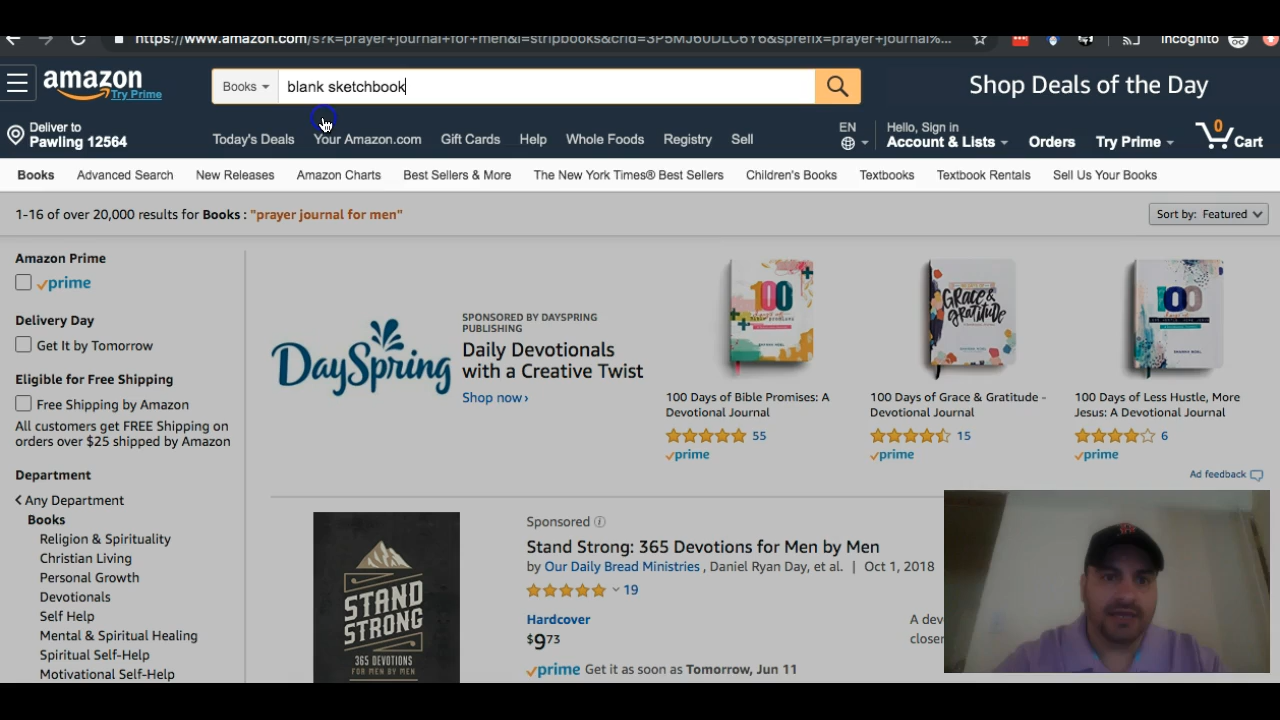 https://www.amazon.com/s?k=prayer+journal+for+men&i=stripbooks&crid=3P5MJ60DLC6Y6&sprefix=prayer+journal%...
Incognito
amazon
Try Prime
Books
blank sketchbook
Shop Deals of the Day
Deliver to
Pawling 12564
Today's Deals
Your Amazon.com
Gift Cards
Help
Whole Foods
Registry
Sell
EN
Hello, Sign in
Account & Lists
Orders
Try Prime
0
Cart
Books
Advanced Search
New Releases
Amazon Charts
Best Sellers & More
The New York Times® Best Sellers
Children's Books
Textbooks
Textbook Rentals
Sell Us Your Books
1-16 of over 20,000 results for Books : "prayer journal for men"
Sort by: Featured
Amazon Prime
prime
Delivery Day
Get It by Tomorrow
Eligible for Free Shipping
Free Shipping by Amazon
All customers get FREE Shipping on
orders over $25 shipped by Amazon
Department
Any Department
Books
Religion & Spirituality
Christian Living
Personal Growth
Devotionals
Self Help
Mental & Spiritual Healing
Spiritual Self-Help
Motivational Self-Help
DaySpring
SPONSORED BY DAYSPRING
PUBLISHING
Daily Devotionals
with a Creative Twist
Shop now›
100
100 Days of Bible Promises: A
Devotional Journal
55
prime
GRACE &
GRATITUDE
100 Days of Grace & Gratitude -
Devotional Journal
15
prime
100
100 Days of Less Hustle, More
Jesus: A Devotional Journal
6
prime
Ad feedback
STAND
STRONG
365 DEVOTIONS
FOR MEN BY MEN
Sponsored
Stand Strong: 365 Devotions for Men by Men
by Our Daily Bread Ministries , Daniel Ryan Day, et al. | Oct 1, 2018
19
Hardcover
$9.73
A dev
closer
prime Get it as soon as Tomorrow, Jun 11